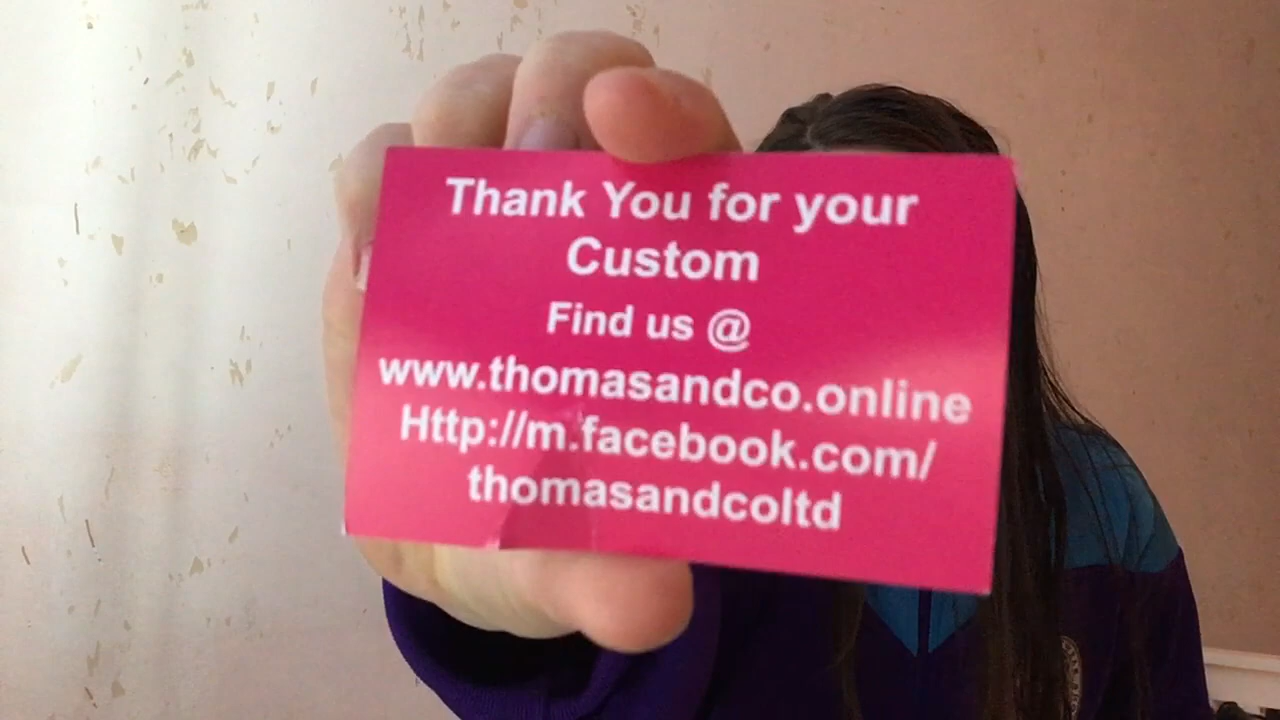 Thank You for your
Custom
Find us @
www.thomasandco.online
Http://m.facebook.com/
thomasandcoltd